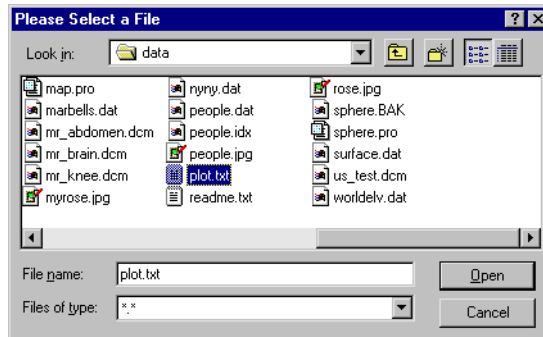 Please Select a File
Look in: data
map.pro nyny.dat rose.jpg
marbells.dat people.dat sphere.BAK
mr_abdomen.dcm people.idx sphere.pro
mr_brain.dcm people.jpg surface.dat
mr_knee.dcm plot.txt us_test.dcm
myrose.jpg readme.txt worldelv.dat
File name: plot.txt Open
Files of type: *.* Cancel